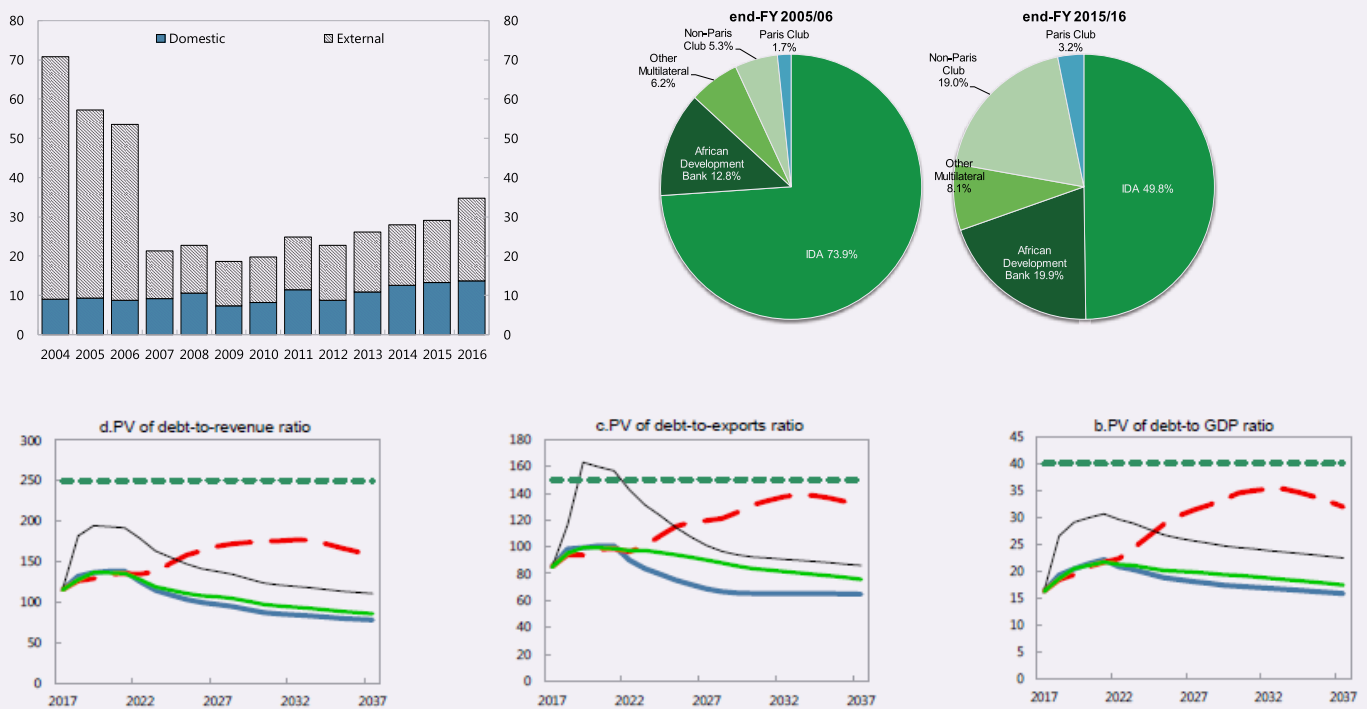 80
70
60
50
40
30
20
10
0
Domestic
External
80
70
60
50
40
30
20
10
0
2004 2005 2006 2007 2008 2009 2010 2011 2012 2013 2014 2015 2016
end-FY 2005/06
Non-Paris
Club 5.3%
Paris Club
1.7%
Other
Multilateral
6.2%
African
Development
Bank 12.8%
IDA 73.9%
end-FY 2015/16
Paris Club
3.2%
Non-Paris
Club
19.0%
Other
Multilateral
8.1%
African
Development
Bank 19.9%
IDA 49.8%
d.PV of debt-to-revenue ratio
300
250
200
150
100
50
0
2017 2022 2027 2032 2037
c.PV of debt-to-exports ratio
180
160
140
120
100
80
60
40
20
0
2017 2022 2027 2032 2037
b.PV of debt-to GDP ratio
45
40
35
30
25
20
15
10
5
0
2017 2022 2027 2032 2037